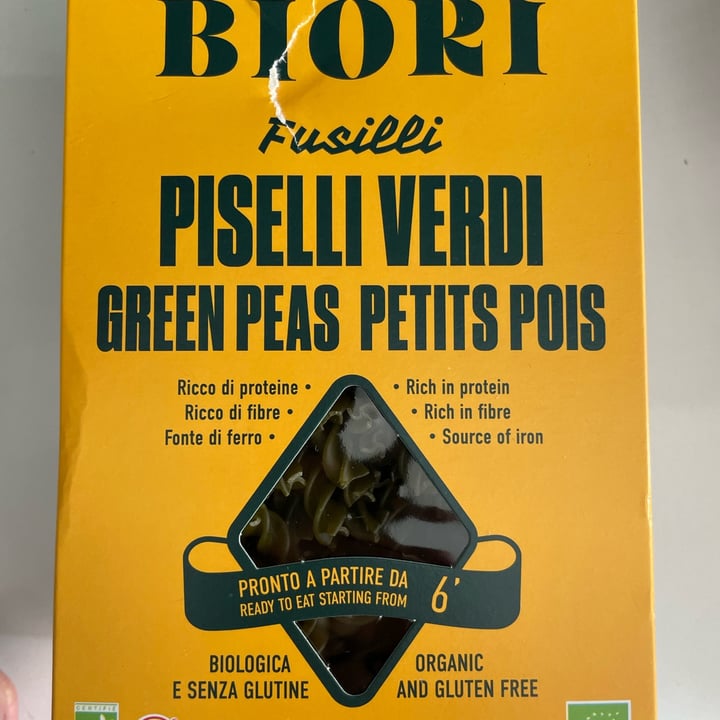 BIORI
Fusilli
PISELLI VERDI
GREEN PEAS PETITS POIS
Ricco di proteine •
Ricco di fibre •
Fonte di ferro •
• Rich in protein
• Rich in fibre
• Source of iron
PRONTO A PARTIRE DA
READY TO EAT STARTING FROM
6'
BIOLOGICA
E SENZA GLUTINE
ORGANIC
AND GLUTEN FREE
CERTIFIÉ